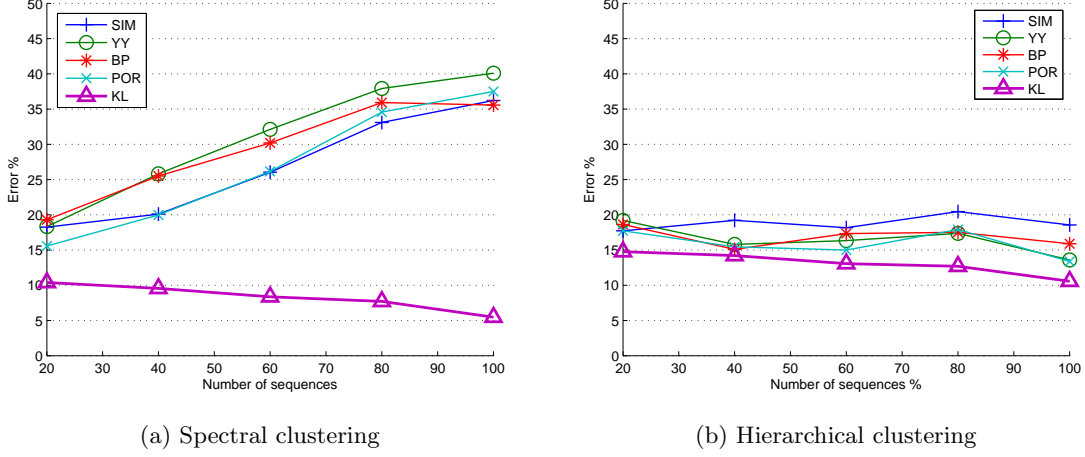 50
45
40
35
30
25
20
15
10
5
0
Error %
SIM
YY
BP
POR
KL
20 30 40 50 60 70 80 90 100
Number of sequences
(a) Spectral clustering
50
45
40
35
30
25
20
15
10
5
0
Error %
SIM
YY
BP
POR
KL
20 30 40 50 60 70 80 90 100
Number of sequences %
(b) Hierarchical clustering